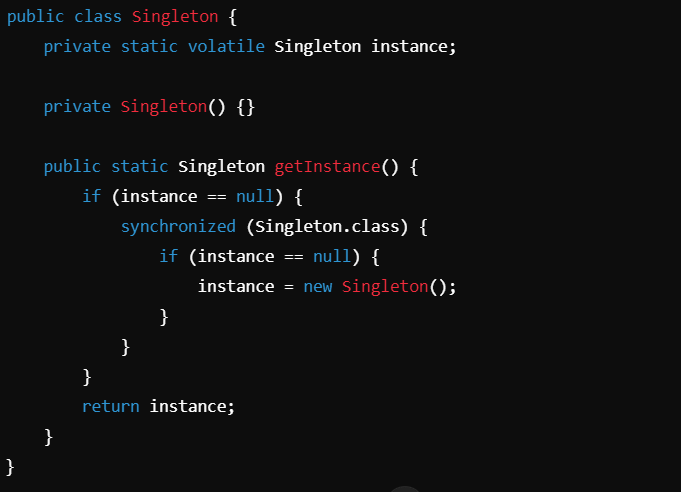 public class Singleton {
    private static volatile Singleton instance;

    private Singleton() {}

    public static Singleton getInstance() {
        if (instance == null) {
            synchronized (Singleton.class) {
                if (instance == null) {
                    instance = new Singleton();
                }
            }
        }
        return instance;
    }
}